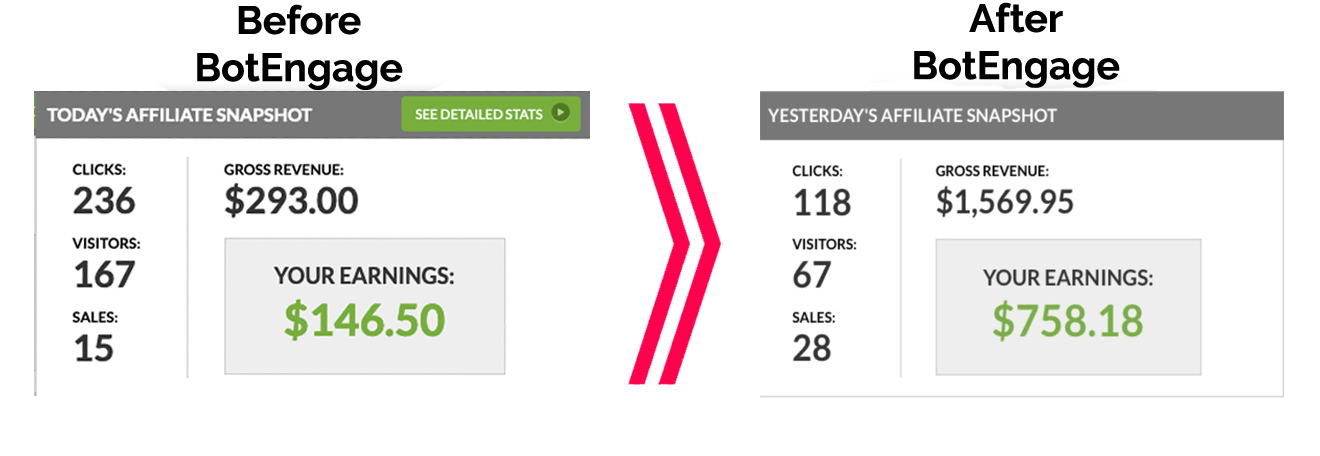 Before
BotEngage
TODAY'S AFFILIATE SNAPSHOT
SEE DETAILED STATS
CLICKS:
236
VISITORS:
167
SALES:
15
GROSS REVENUE:
$293.00
YOUR EARNINGS:
$146.50
After
BotEngage
YESTERDAY'S AFFILIATE SNAPSHOT
CLICKS:
118
VISITORS:
67
SALES:
28
GROSS REVENUE:
$1,569.95
YOUR EARNINGS:
$758.18